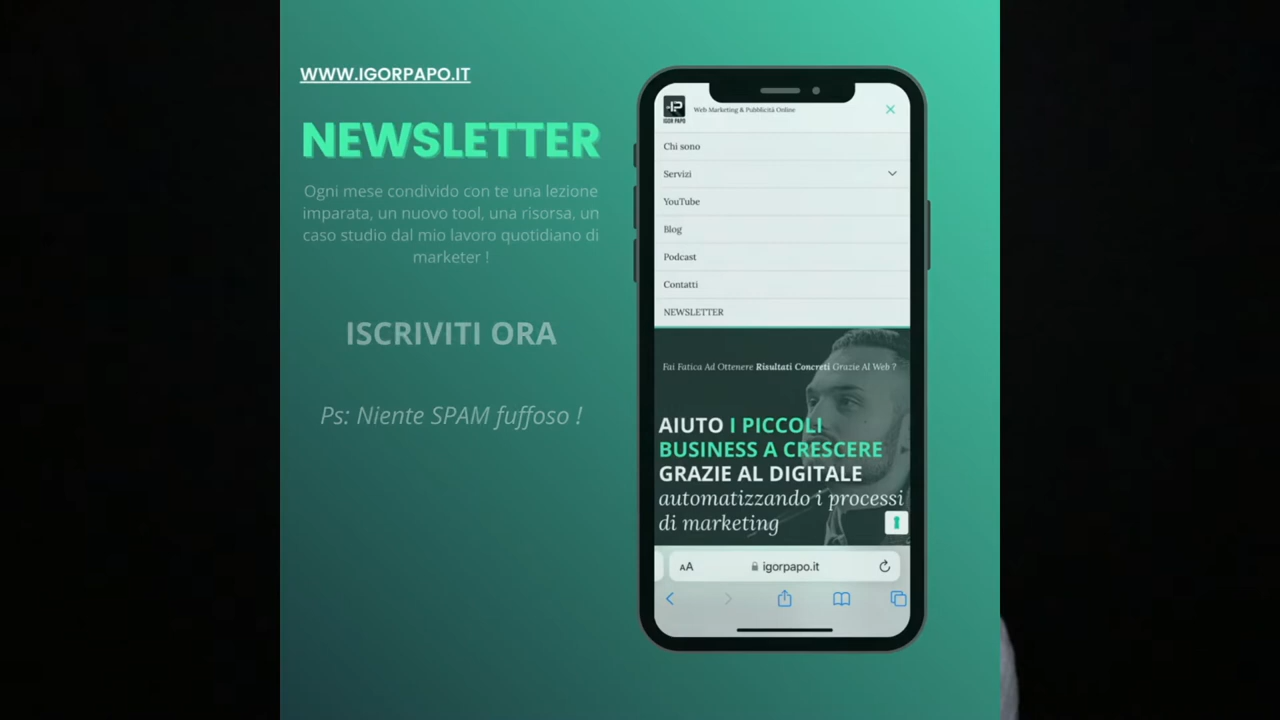 WWW.IGORPAPO.IT
NEWSLETTER
Ogni mese condivido con te una lezione
imparata, un nuovo tool, una risorsa, un
caso studio dal mio lavoro quotidiano di
marketer !
ISCRIVITI ORA
Ps: Niente SPAM fuffoso !
IP
IGOR PAPO
Web Marketing & Pubblicità Online
Chi sono
Servizi
YouTube
Blog
Podcast
Contatti
NEWSLETTER
Fai Fatica Ad Ottenere Risultati Concreti Grazie Al Web ?
AIUTO I PICCOLI
BUSINESS A CRESCERE
GRAZIE AL DIGITALE
automatizzando i processi
di marketing
AA
igorpapo.it